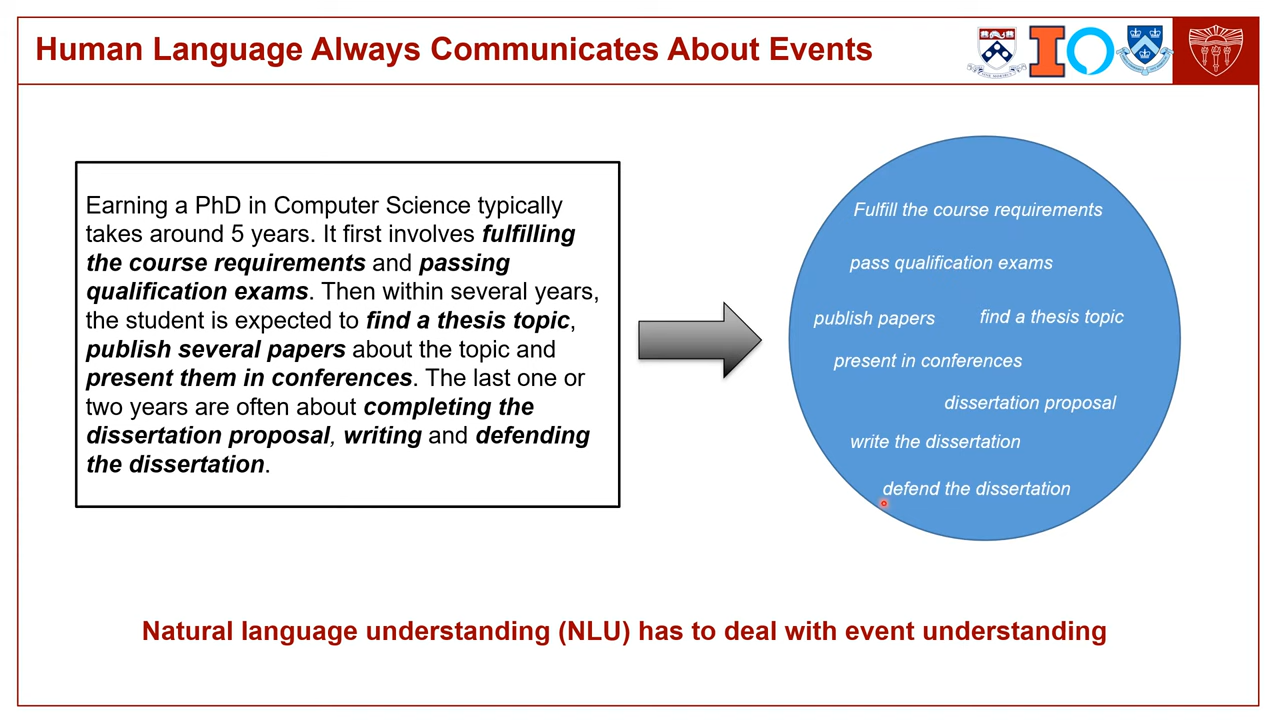 Human Language Always Communicates About Events
Earning a PhD in Computer Science typically
takes around 5 years. It first involves fulfilling
the course requirements and passing
qualification exams. Then within several years,
the student is expected to find a thesis topic,
publish several papers about the topic and
present them in conferences. The last one or
two years are often about completing the
dissertation proposal, writing and defending
the dissertation.
Fulfill the course requirements
pass qualification exams
publish papers
find a thesis topic
present in conferences
dissertation proposal
write the dissertation
defend the dissertation
Natural language understanding (NLU) has to deal with event understanding